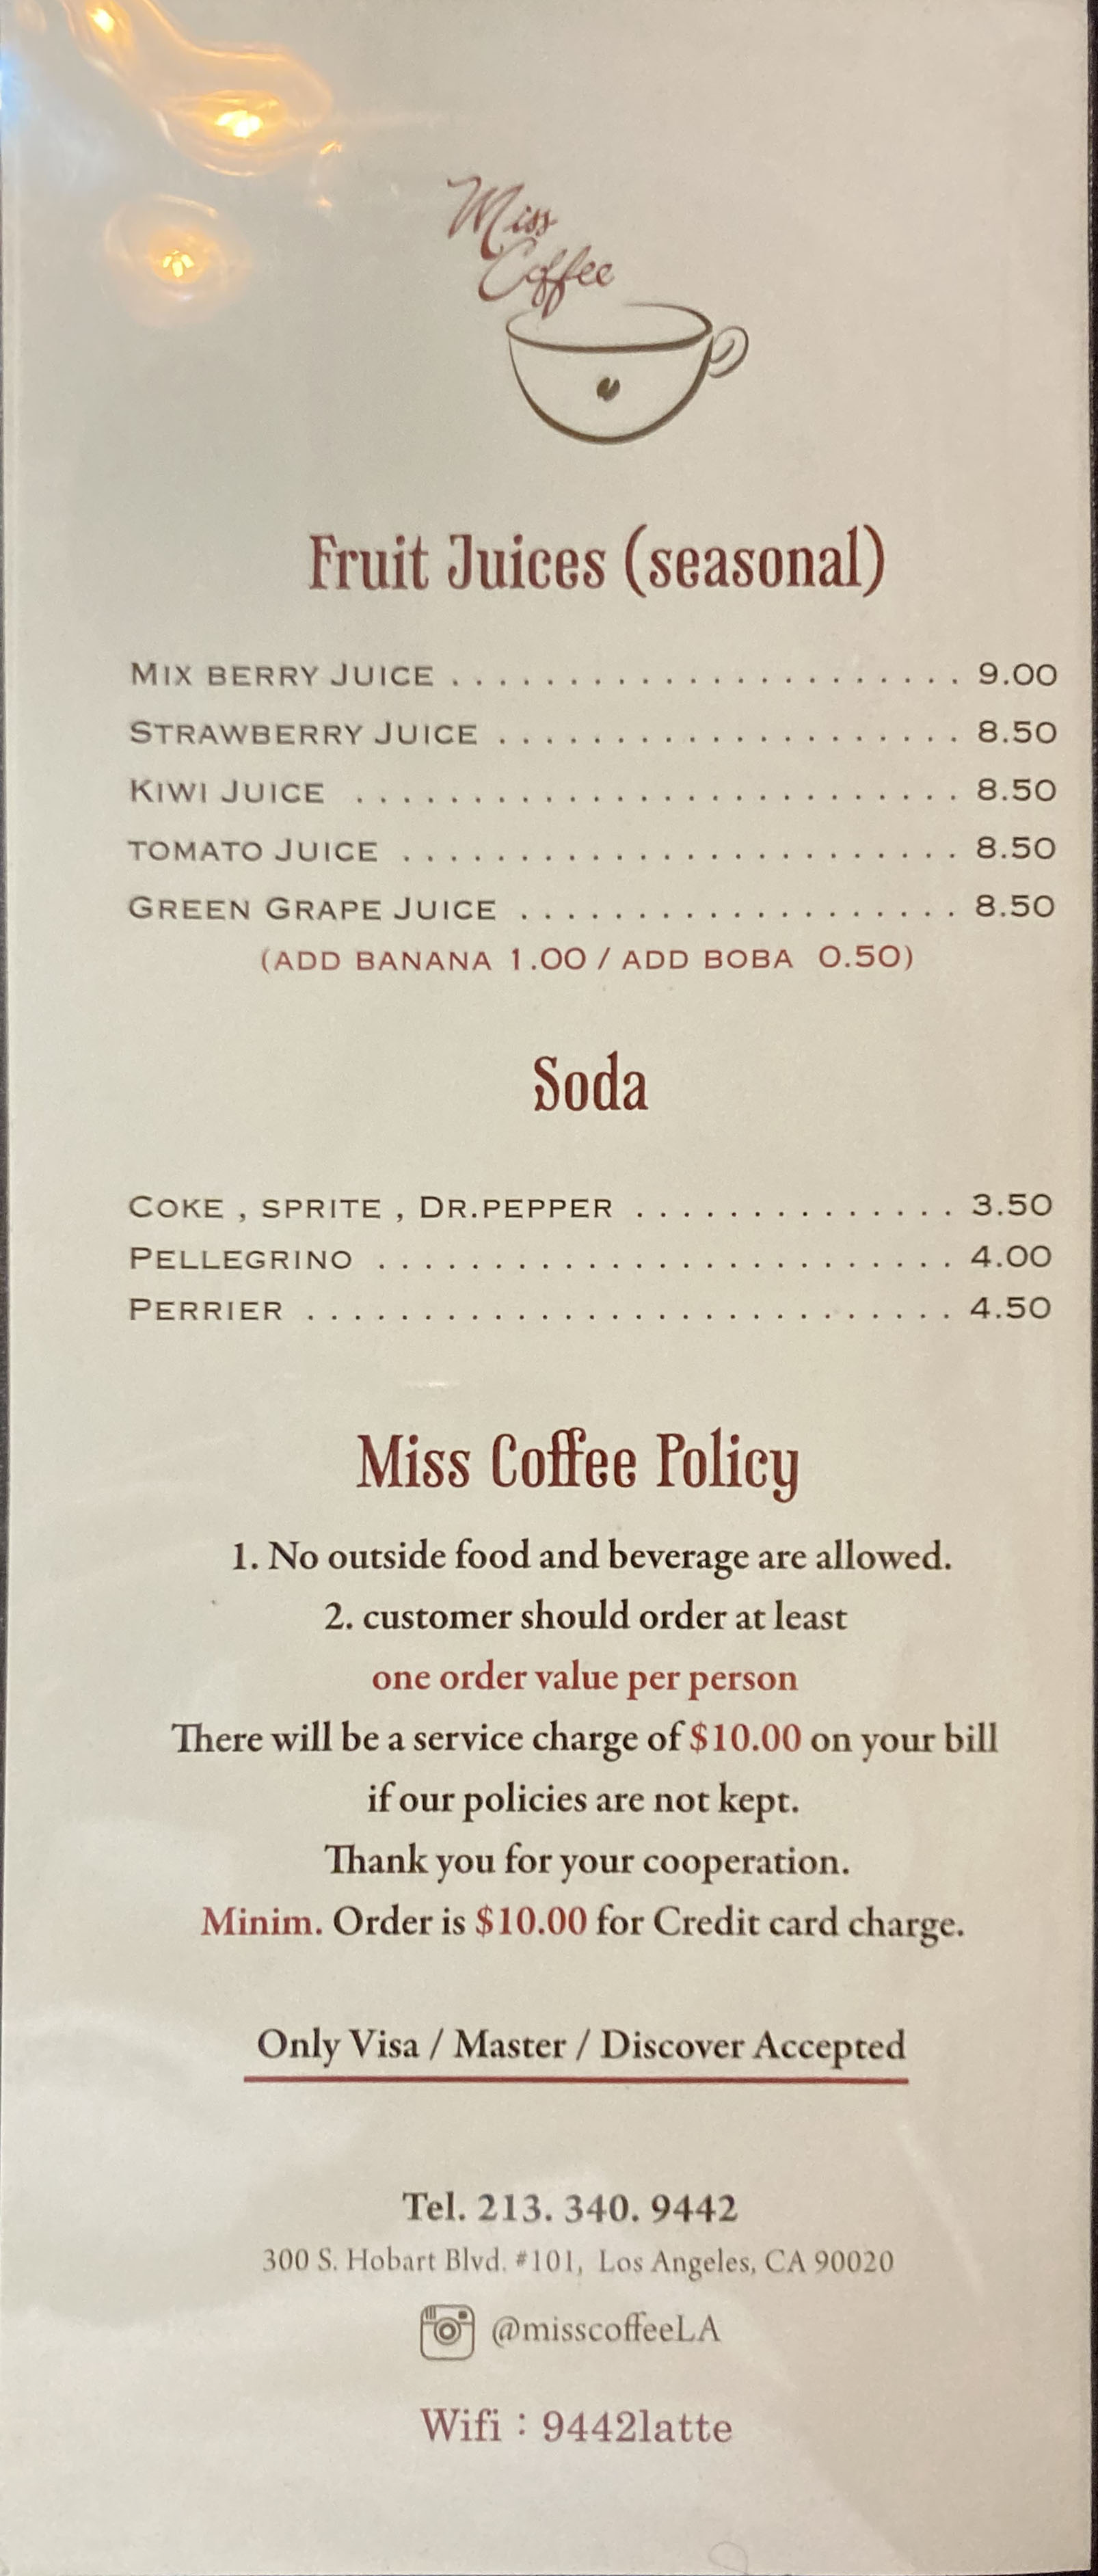 Miss
Coffee
Fruit Juices (seasonal)
MIX BERRY JUICE . . . . . . . . . . . . . . . . . . . . . . 9.00
STRAWBERRY JUICE . . . . . . . . . . . . . . . . . . . . 8.50
KIWI JUICE . . . . . . . . . . . . . . . . . . . . . . . . . . 8.50
TOMATO JUICE . . . . . . . . . . . . . . . . . . . . . . . . 8.50
GREEN GRAPE JUICE . . . . . . . . . . . . . . . . . . . 8.50
(ADD BANANA 1.00 / ADD BOBA 0.50)
Soda
COKE , SPRITE , DR.PEPPER . . . . . . . . . . . . . . 3.50
PELLEGRINO . . . . . . . . . . . . . . . . . . . . . . . . . 4.00
PERRIER . . . . . . . . . . . . . . . . . . . . . . . . . . . . 4.50
Miss Coffee Policy
1. No outside food and beverage are allowed.
2. customer should order at least
one order value per person
There will be a service charge of $10.00 on your bill
if our policies are not kept.
Thank you for your cooperation.
Minim. Order is $10.00 for Credit card charge.
Only Visa / Master / Discover Accepted
Tel. 213. 340. 9442
300 S. Hobart Blvd. #101, Los Angeles, CA 90020
@misscoffeeLA
Wifi : 9442latte